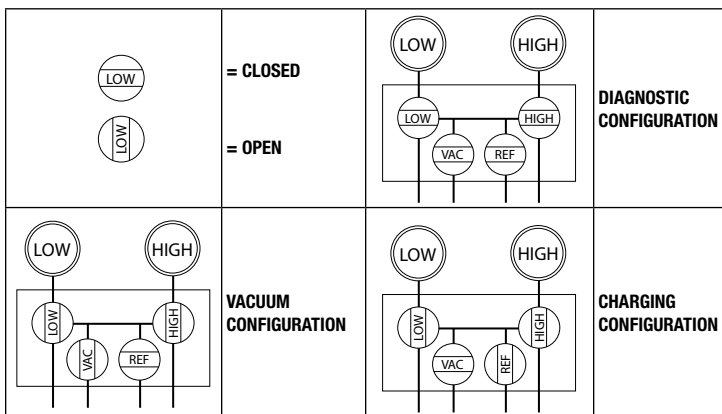 LOW
= CLOSED
LOW
= OPEN
LOW HIGH
LOW HIGH
VAC REF
DIAGNOSTIC
CONFIGURATION
LOW HIGH
LOW HIGH
VAC REF
VACUUM
CONFIGURATION
LOW HIGH
LOW HIGH
VAC REF
CHARGING
CONFIGURATION